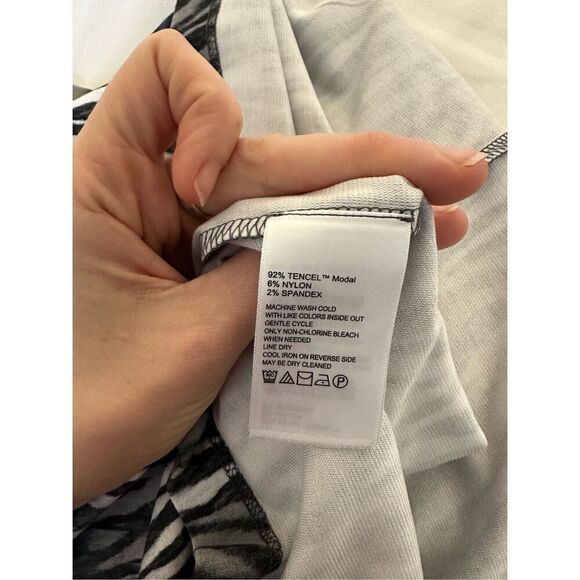 92% TENCEL™ Modal
6% NYLON
2% SPANDEX
MACHINE WASH COLD
WITH LIKE COLORS INSIDE OUT
GENTLE CYCLE
ONLY NON-CHLORINE BLEACH
WHEN NEEDED
LINE DRY
COOL IRON ON REVERSE SIDE
MAY BE DRY CLEANED
P